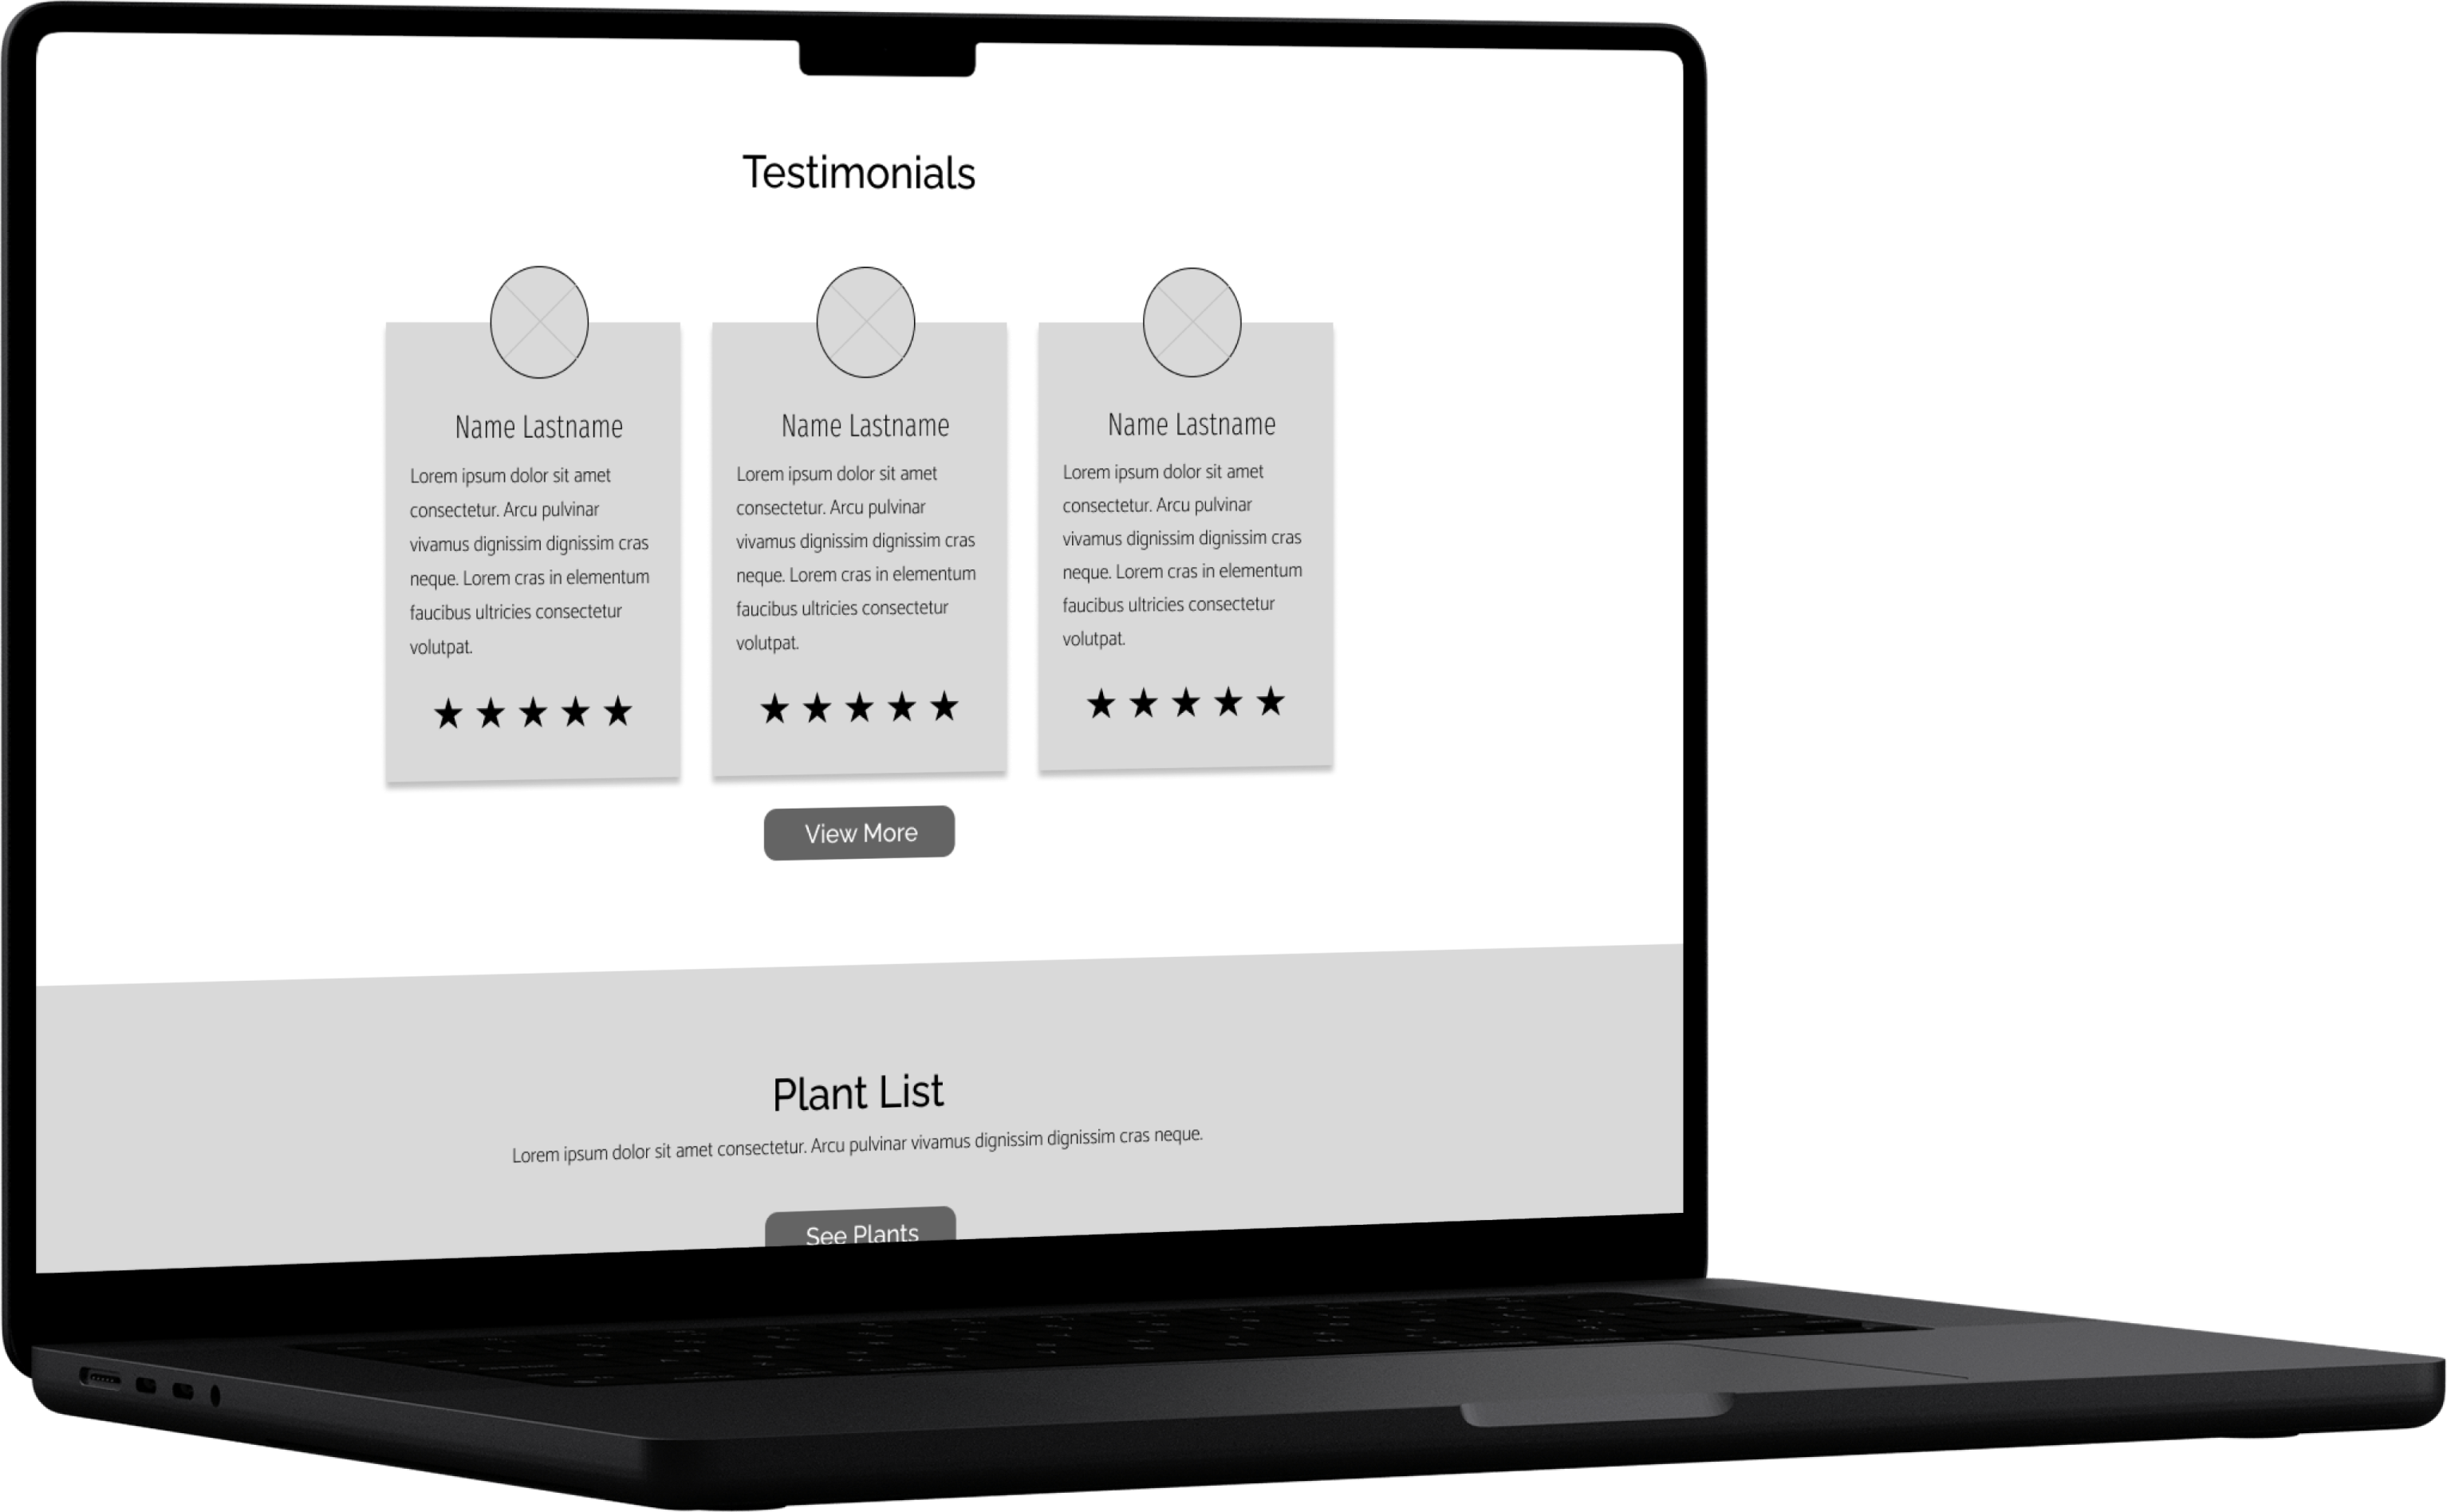 Testimonials
Name Lastname
Lorem ipsum dolor sit amet
consectetur. Arcu pulvinar
vivamus dignissim dignissim cras
neque. Lorem cras in elementum
faucibus ultricies consectetur
volutpat.
★ ★ ★ ★ ★
Name Lastname
Lorem ipsum dolor sit amet
consectetur. Arcu pulvinar
vivamus dignissim dignissim cras
neque. Lorem cras in elementum
faucibus ultricies consectetur
volutpat.
★ ★ ★ ★ ★
Name Lastname
Lorem ipsum dolor sit amet
consectetur. Arcu pulvinar
vivamus dignissim dignissim cras
neque. Lorem cras in elementum
faucibus ultricies consectetur
volutpat.
★ ★ ★ ★ ★
View More
Plant List
Lorem ipsum dolor sit amet consectetur. Arcu pulvinar vivamus dignissim dignissim cras neque.
See Plants